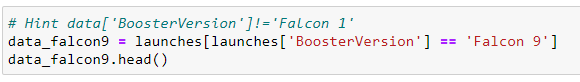 # Hint data['BoosterVersion']!='Falcon 1'
data_falcon9 = launches[launches['BoosterVersion'] == 'Falcon 9']
data_falcon9.head()